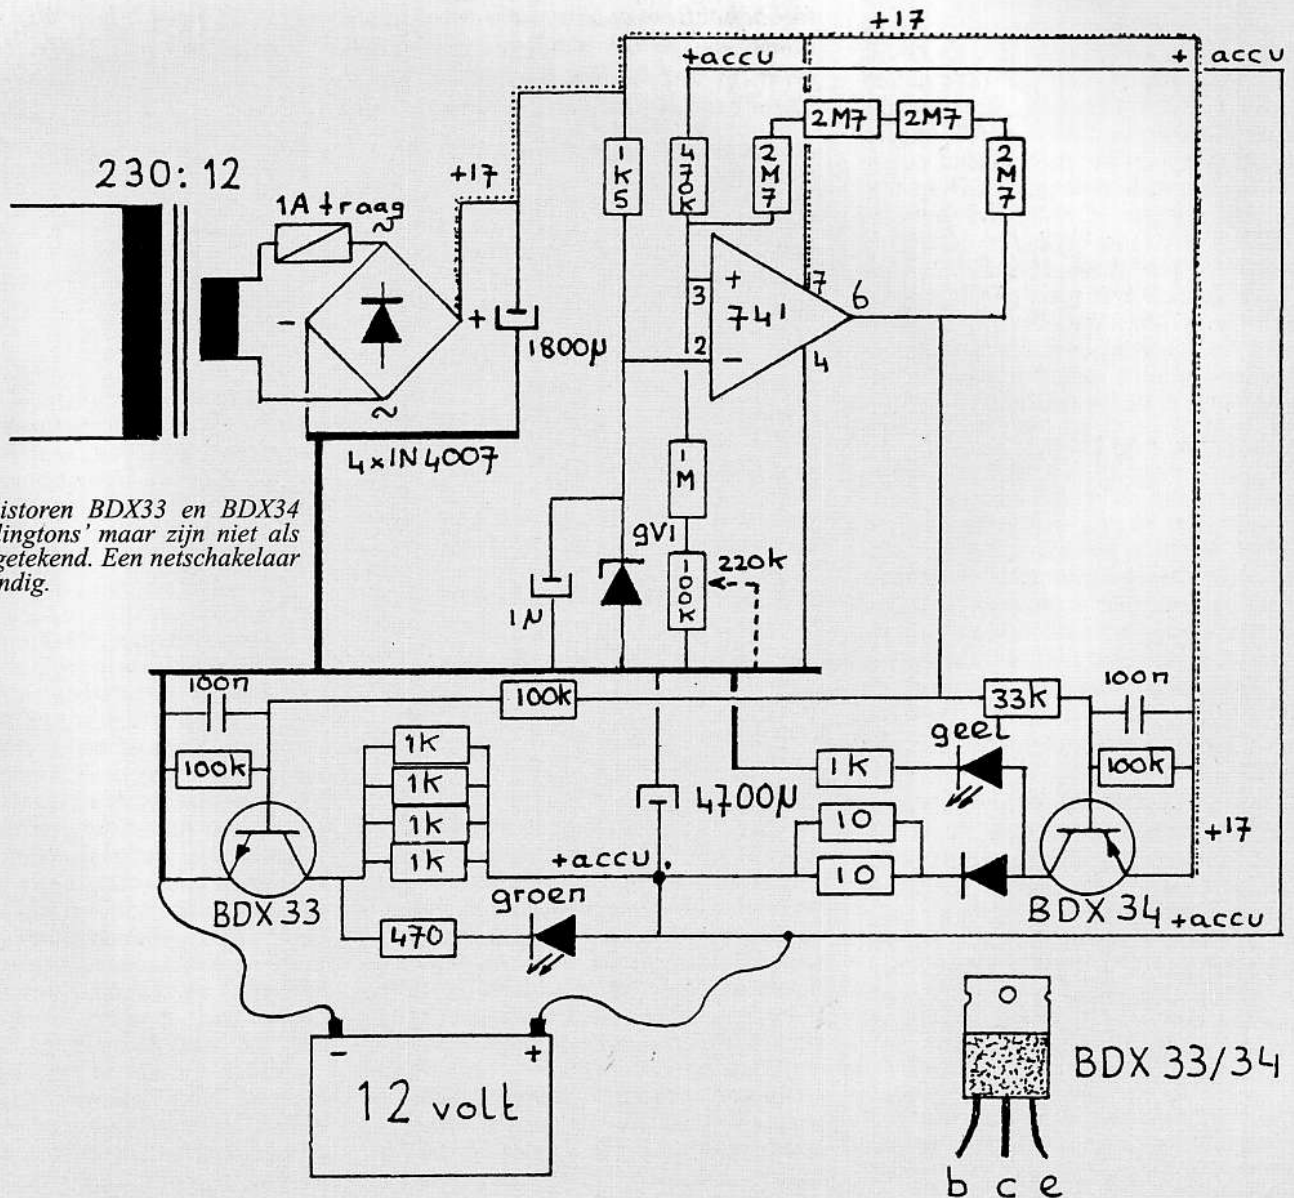 +17
+accu
+ accu
2M7
2M7
1K5
470K
2M7
2M7
230:12
+17
1A traag
~
- +
~
1800µ
4x1N4007
+
3
741
2
-
7
6
4
istoren BDX33 en BDX34
lingtons' maar zijn niet als
getekend. Een netschakelaar
ndig.
1M
9V1
220k
100K
1µ
100n
100k
33k
100n
geel
1K
100k
1K
1K
1K
1K
100k
4700µ
10
10
+17
+accu
BDX 33
groen
470
BDX 34
+accu
- +
12 volt
BDX 33/34
b c e